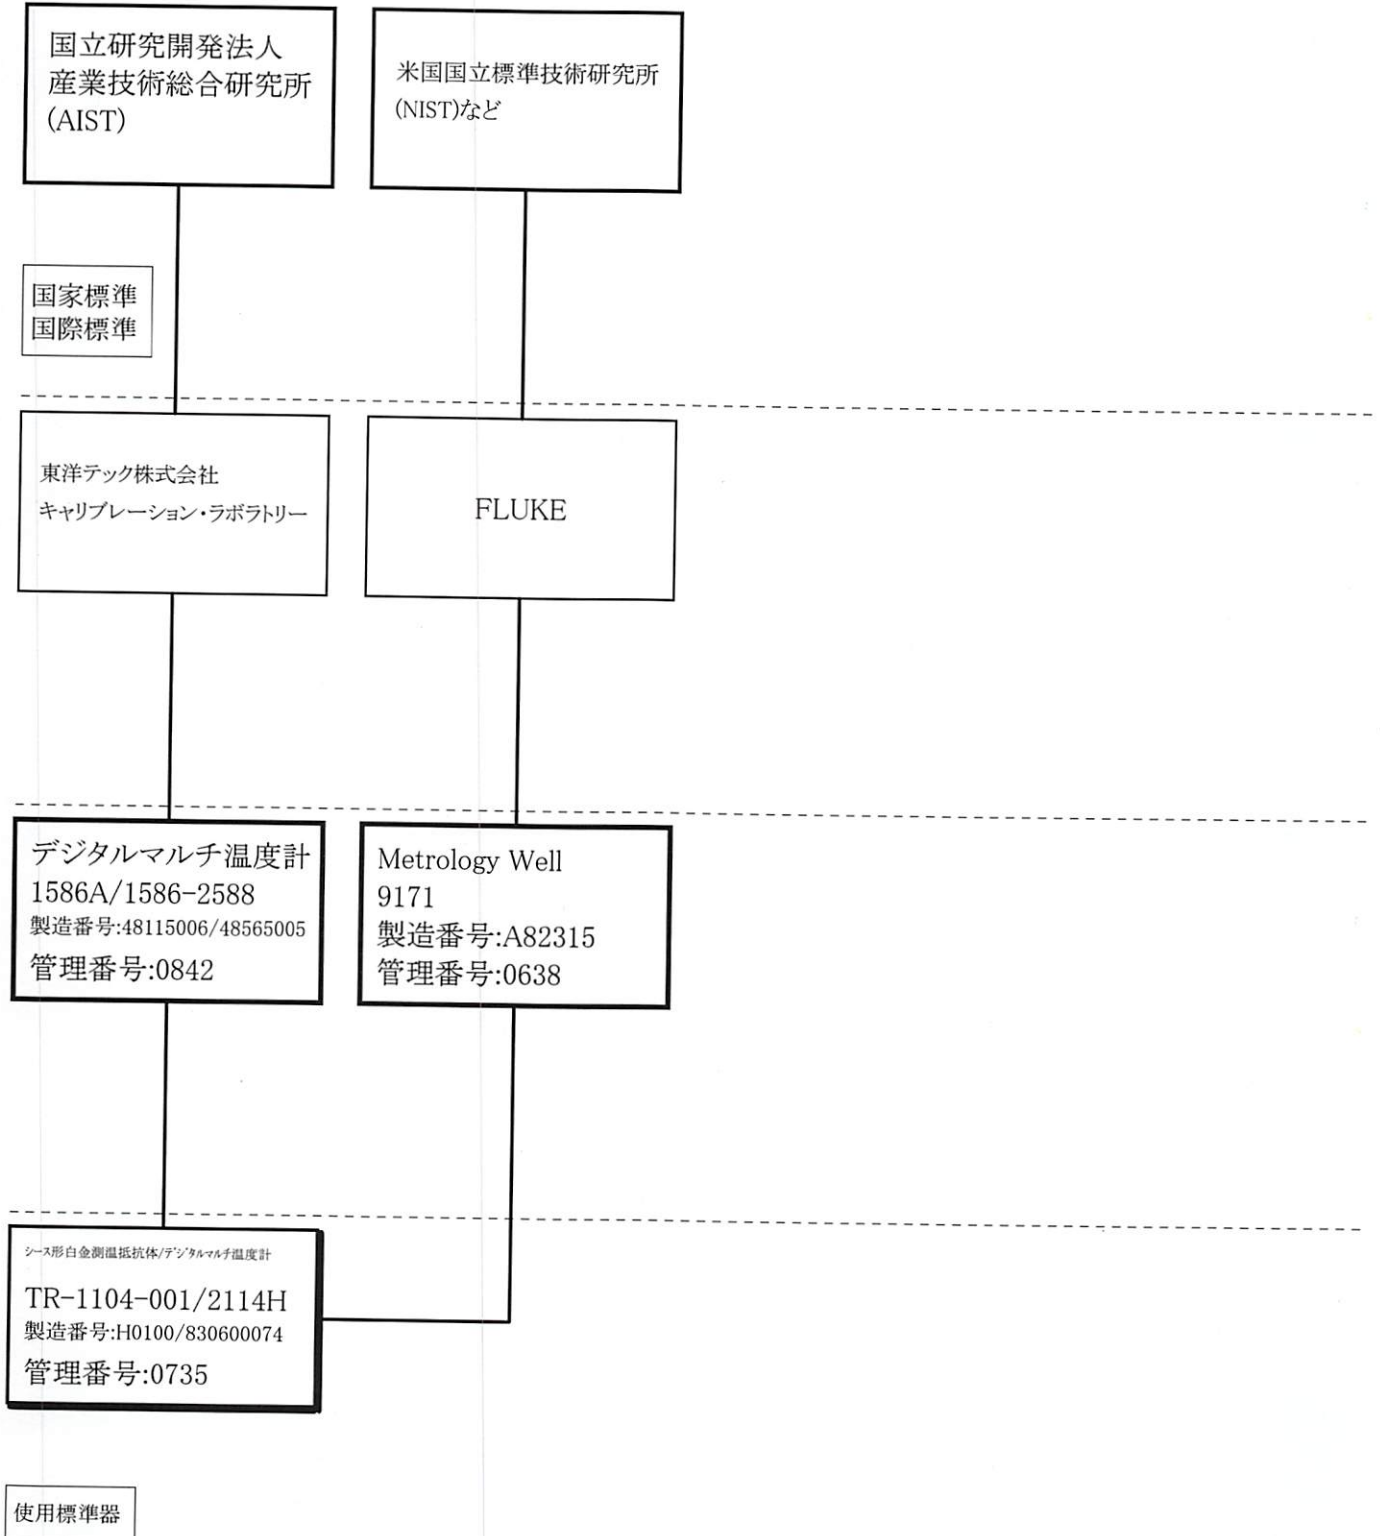 国立研究開発法人
産業技術総合研究所
(AIST)
米国国立標準技術研究所
(NIST)など
国家標準
国際標準
東洋テック株式会社
キャリブレーション・ラボラトリー
FLUKE
デジタルマルチ温度計
1586A/1586-2588
製造番号:48115006/48565005
管理番号:0842
Metrology Well
9171
製造番号:A82315
管理番号:0638
シース形白金測温抵抗体/デジタルマルチ温度計
TR-1104-001/2114H
製造番号:H0100/830600074
管理番号:0735
使用標準器